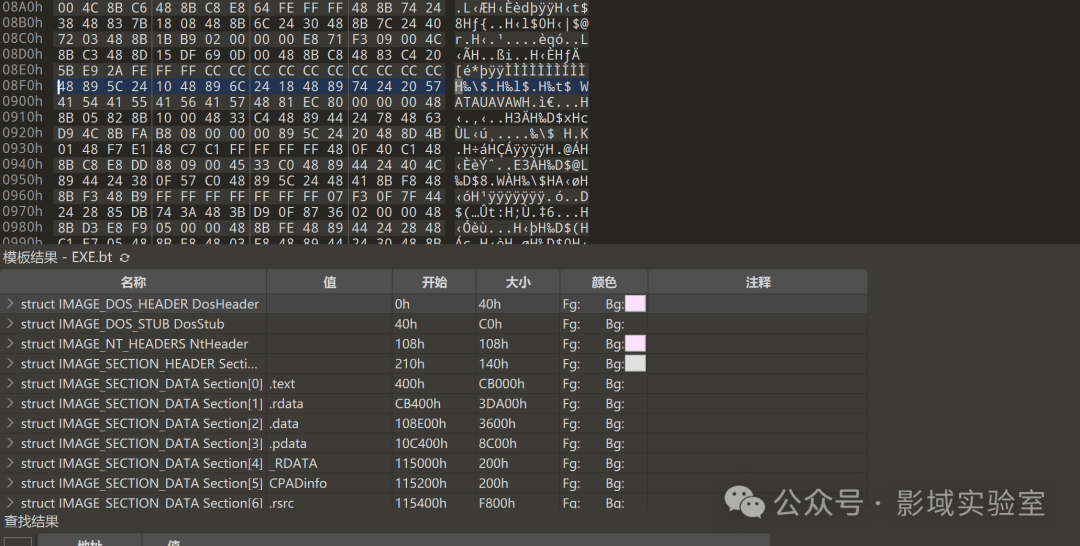 08A0h 00 4C 8B C6 48 8B C8 E8 64 FE FF FF 48 8B 74 24 .L‹ÆH‹ÈèdþÿÿH‹t$
08B0h 38 48 83 7B 18 08 48 8B 6C 24 30 48 8B 7C 24 40 8Hƒ{..H‹l$0H‹|$@
08C0h 72 03 48 8B 1B B9 02 00 00 00 E8 71 F3 09 00 4C r.H‹.¹....èqó..L
08D0h 8B C3 48 8D 15 DF 69 0D 00 48 8B C8 48 83 C4 20 ‹ÃH..ßi..H‹ÈHƒÄ
08E0h 5B E9 2A FE FF FF CC CC CC CC CC CC CC CC CC CC [é*þÿÿÌÌÌÌÌÌÌÌÌÌ
08F0h 48 89 5C 24 10 48 89 6C 24 18 48 89 74 24 20 57 H‰\$.H‰l$.H‰t$ W
0900h 41 54 41 55 41 56 41 57 48 81 EC 80 00 00 00 48 ATAUAVAWH.ì€...H
0910h 8B 05 82 8B 10 00 48 33 C4 48 89 44 24 78 48 63 ‹.‚‹..H3ÄH‰D$xHc
0920h D9 4C 8B FA B8 08 00 00 00 89 5C 24 20 48 8D 4B ÙL‹ú¸....‰\$ H.K
0930h 01 48 F7 E1 48 C7 C1 FF FF FF FF 48 0F 40 C1 48 .H÷áHÇÁÿÿÿÿH.@ÁH
0940h 8B C8 E8 DD 88 09 00 45 33 C0 48 89 44 24 40 4C ‹ÈèÝˆ..E3ÀH‰D$@L
0950h 89 44 24 38 0F 57 C0 48 89 5C 24 48 41 8B F8 48 ‰D$8.WÀH‰\$HA‹øH
0960h 8B F3 48 B9 FF FF FF FF FF FF FF 07 F3 0F 7F 44 ‹óH¹ÿÿÿÿÿÿÿ.ó..D
0970h 24 28 85 DB 74 3A 48 3B D9 0F 87 36 02 00 00 48 $(…Ût:H;Ù.‡6...H
0980h 8B D3 E8 F9 05 00 00 48 8B FE 48 89 44 24 28 48 ‹Óèù...H‹þH‰D$(H
模板结果 - EXE.bt
名称 值 开始 大小 颜色 注释
struct IMAGE_DOS_HEADER DosHeader 0h 40h Fg: Bg:
struct IMAGE_DOS_STUB DosStub 40h C0h Fg: Bg:
struct IMAGE_NT_HEADERS NtHeader 108h 108h Fg: Bg:
struct IMAGE_SECTION_HEADER Secti... 210h 140h Fg: Bg:
struct IMAGE_SECTION_DATA Section[0] .text 400h CB000h Fg: Bg:
struct IMAGE_SECTION_DATA Section[1] .rdata CB400h 3DA00h Fg: Bg:
struct IMAGE_SECTION_DATA Section[2] .data 108E00h 3600h Fg: Bg:
struct IMAGE_SECTION_DATA Section[3] .pdata 10C400h 8C00h Fg: Bg:
struct IMAGE_SECTION_DATA Section[4] _RDATA 115000h 200h Fg: Bg:
struct IMAGE_SECTION_DATA Section[5] CPADinfo 115200h 200h Fg: Bg:
struct IMAGE_SECTION_DATA Section[6] .rsrc 115400h F800h Fg: Bg:
公众号 · 影域实验室
查找结果
地址 值